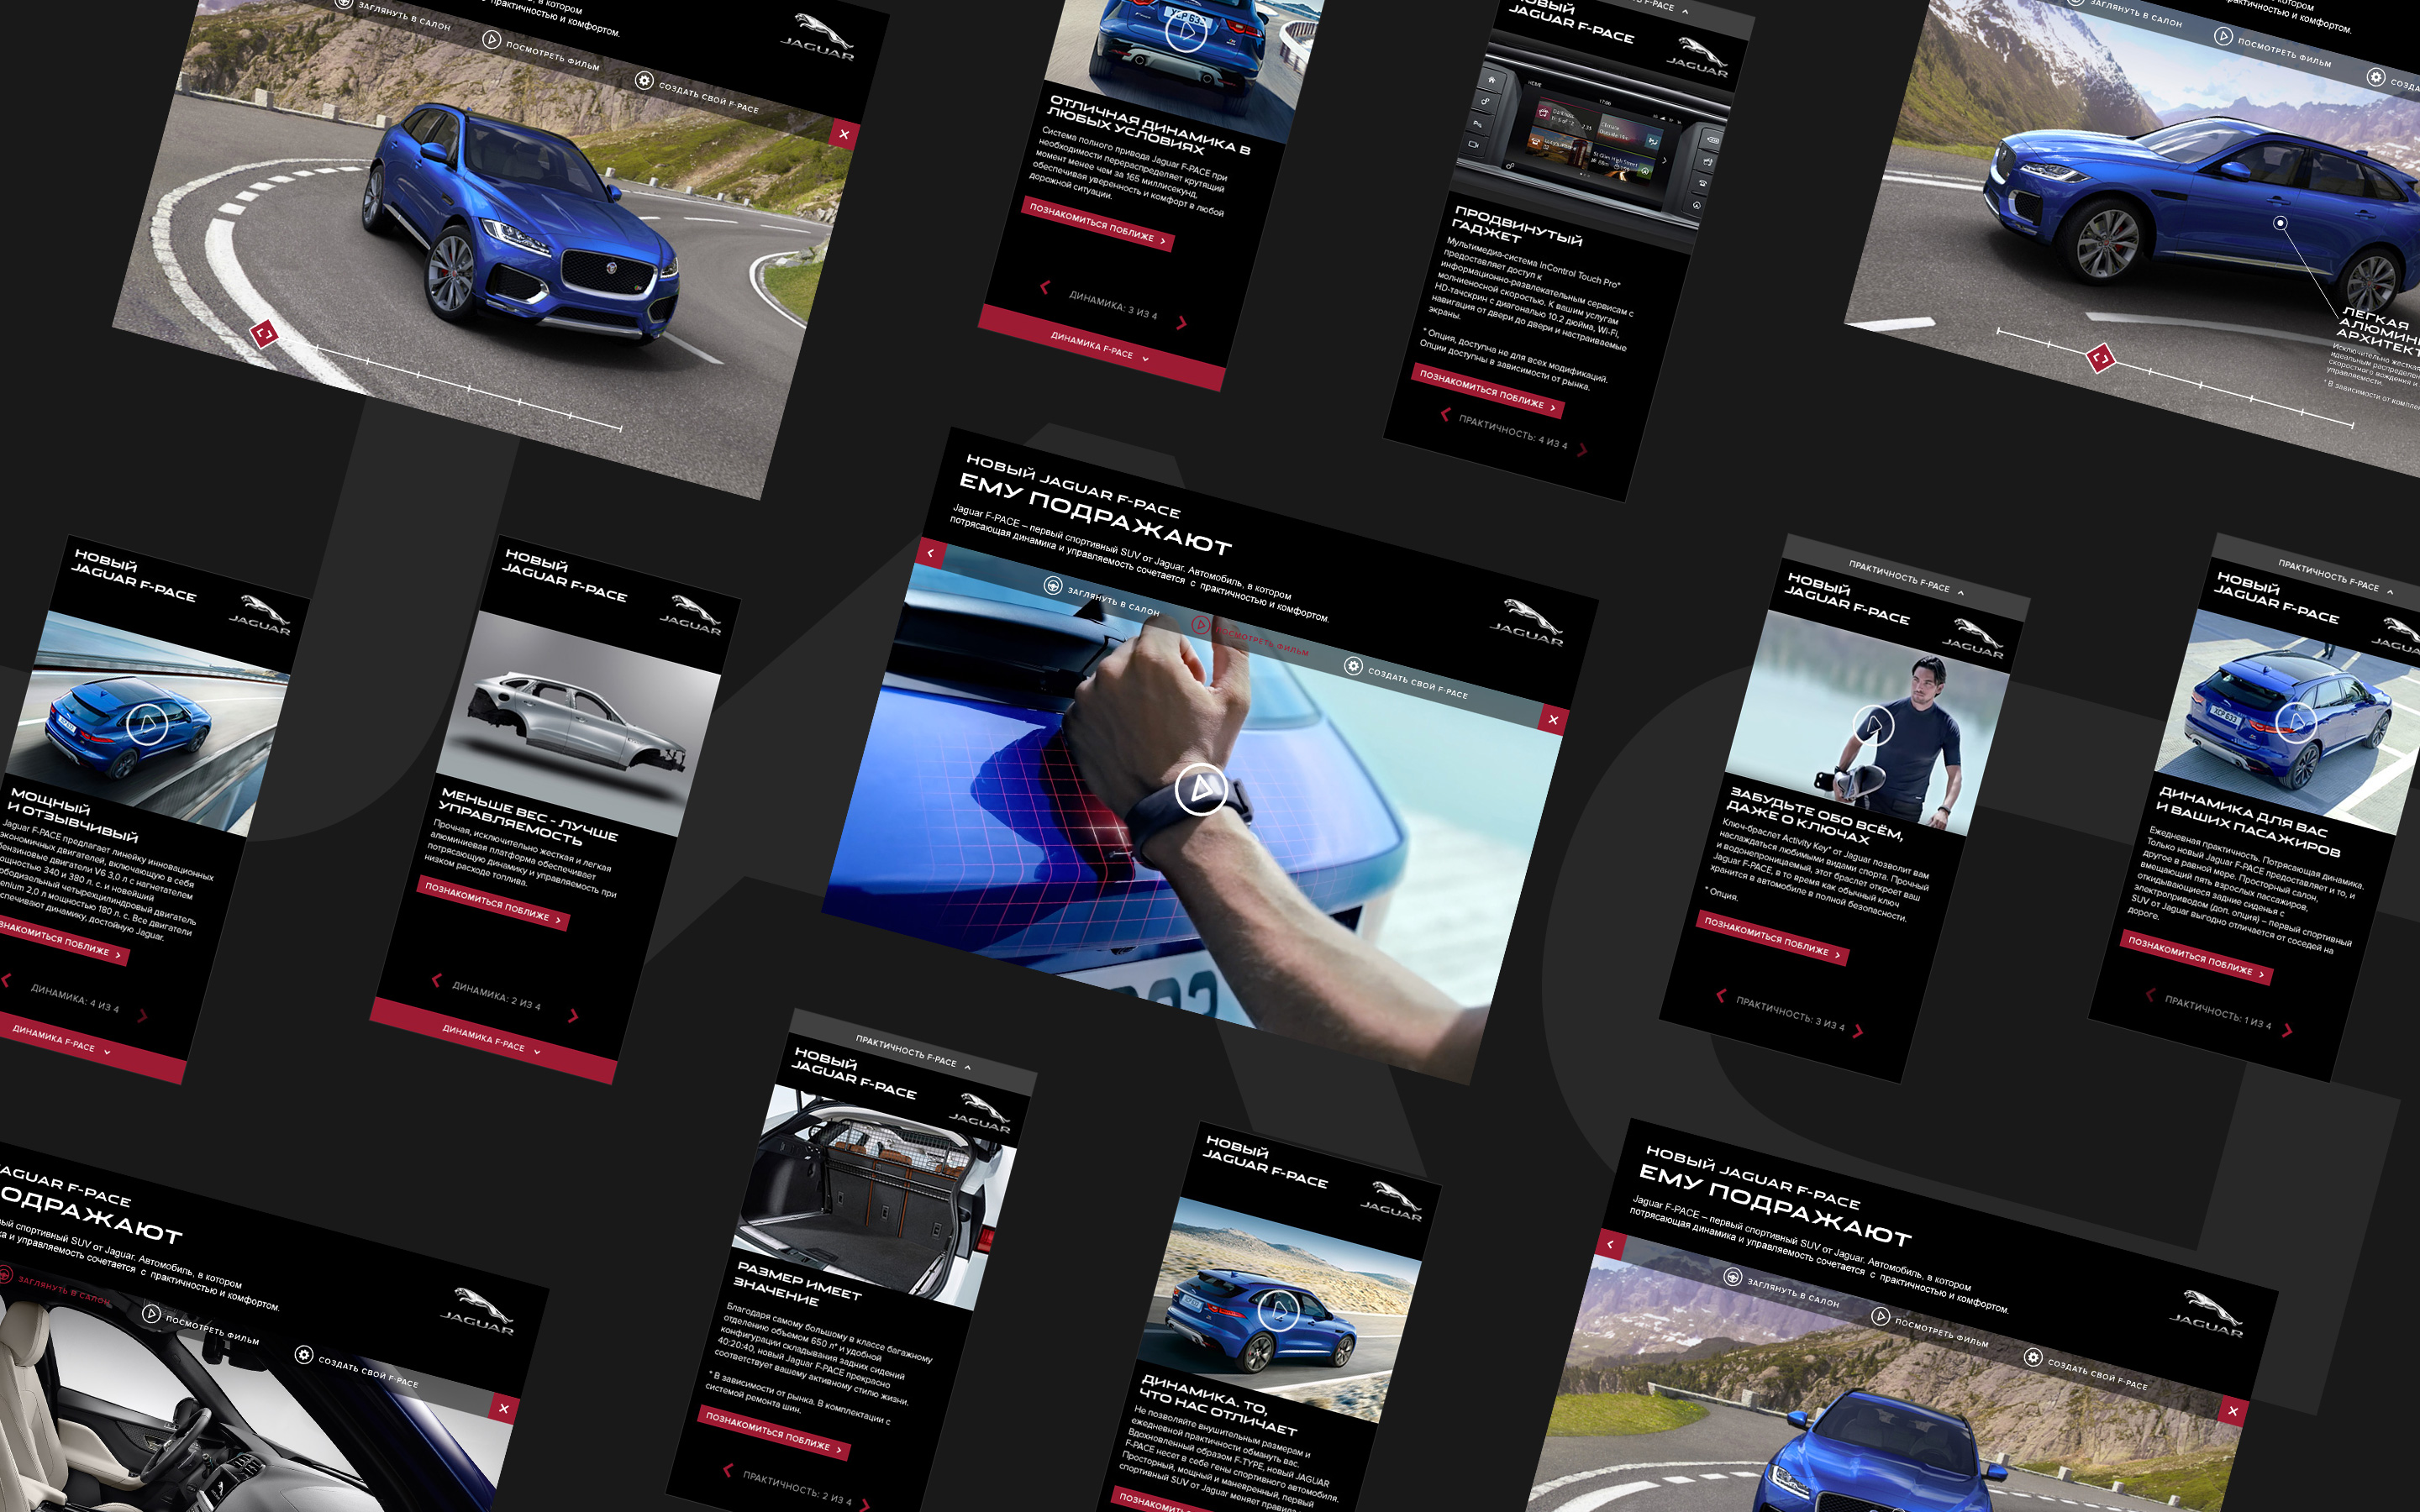 в котором
практичностью и комфортом.
JAGUAR
ЗАГЛЯНУТЬ В САЛОН
ПОСМОТРЕТЬ ФИЛЬМ
СОЗДАТЬ СВОЙ F-PACE
ОТЛИЧНАЯ ДИНАМИКА В
ЛЮБЫХ УСЛОВИЯХ
Система полного привода Jaguar F-PACE при
необходимости перераспределяет крутящий
момент менее чем за 165 миллисекунд,
обеспечивая уверенность и комфорт в любой
дорожной ситуации.
ПОЗНАКОМИТЬСЯ ПОБЛИЖЕ
ДИНАМИКА: 3 ИЗ 4
ДИНАМИКА F-PACE
F-PACE
НОВЫЙ
JAGUAR F-PACE
JAGUAR
ПРОДВИНУТЫЙ
ГАДЖЕТ
Мультимедиа-система InControl Touch Pro*
предоставляет доступ к
информационно-развлекательным сервисам с
молниеносной скоростью. К вашим услугам
HD-тачскрин с диагональю 10.2 дюйма, Wi-Fi,
навигация от двери до двери и настраиваемые
экраны.
* Опция, доступна не для всех модификаций.
Опции доступны в зависимости от рынка.
ПОЗНАКОМИТЬСЯ ПОБЛИЖЕ
ПРАКТИЧНОСТЬ: 4 ИЗ 4
комфортом.
ЗАГЛЯНУТЬ В САЛОН
ПОСМОТРЕТЬ ФИЛЬМ
ЛЕГКАЯ
НОВЫЙ
JAGUAR F-PACE
JAGUAR
МОЩНЫЙ
И ОТЗЫВЧИВЫЙ
Jaguar F-PACE предлагает линейку инновационных
экономичных двигателей, включающую в себя
двигатели V6 3,0 л с нагнетателем
340 и 380 л. с. и новейший
четырехцилиндровый двигатель
2,0 л мощностью 180 л. с. Все двигатели
динамику, достойную Jaguar.
ПОБЛИЖЕ
ДИНАМИКА: 4 ИЗ 4
ДИНАМИКА F-PACE
НОВЫЙ
JAGUAR F-PACE
JAGUAR
МЕНЬШЕ ВЕС - ЛУЧШЕ
УПРАВЛЯЕМОСТЬ
Прочная, исключительно жесткая и легкая
алюминиевая платформа обеспечивает
потрясающую динамику и управляемость при
низком расходе топлива.
ПОЗНАКОМИТЬСЯ ПОБЛИЖЕ
ДИНАМИКА: 2 ИЗ 4
ДИНАМИКА F-PACE
НОВЫЙ JAGUAR F-PACE
ЕМУ ПОДРАЖАЮТ
Jaguar F-PACE – первый спортивный SUV от Jaguar. Автомобиль, в котором
потрясающая динамика и управляемость сочетается с практичностью и комфортом.
JAGUAR
ЗАГЛЯНУТЬ В САЛОН
ПОСМОТРЕТЬ ФИЛЬМ
СОЗДАТЬ СВОЙ F-PACE
ПРАКТИЧНОСТЬ F-PACE
НОВЫЙ
JAGUAR F-PACE
JAGUAR
ЗАБУДЬТЕ ОБО ВСЁМ,
ДАЖЕ О КЛЮЧАХ
Ключ-браслет Activity Key* от Jaguar позволит вам
наслаждаться любимыми видами спорта. Прочный
и водонепроницаемый, этот браслет откроет ваш
Jaguar F-PACE, в то время как обычный ключ
хранится в автомобиле в полной безопасности.
* Опция.
ПОЗНАКОМИТЬСЯ ПОБЛИЖЕ
ПРАКТИЧНОСТЬ: 3 ИЗ 4
ПРАКТИЧНОСТЬ F-PACE
НОВЫЙ
JAGUAR F-PACE
ДИНАМИКА ДЛЯ ВАС
И ВАШИХ ПАСАЖИРОВ
Ежедневная практичность. Потрясающая динамика.
Только новый Jaguar F-PACE предоставляет и то, и
другое в равной мере. Просторный салон,
вмещающий пять взрослых пассажиров,
откидывающиеся задние сиденья с
электроприводом (доп. опция) – первый спортивный
SUV от Jaguar выгодно отличается от соседей на
дороге.
ПОЗНАКОМИТЬСЯ ПОБЛИЖЕ
ПРАКТИЧНОСТЬ: 1 ИЗ 4
JAGUAR F-PACE
спортивный SUV от Jaguar. Автомобиль, в котором
и управляемость сочетается с практичностью и комфортом.
JAGUAR
ЗАГЛЯНУТЬ В САЛОН
ПОСМОТРЕТЬ ФИЛЬМ
СОЗДАТЬ СВОЙ F-PACE
ПРАКТИЧНОСТЬ F-PACE
НОВЫЙ
JAGUAR F-PACE
JAGUAR
РАЗМЕР ИМЕЕТ
ЗНАЧЕНИЕ
Благодаря самому большому в классе багажному
отделению объемом 650 л* и удобной
конфигурации складывания задних сидений
40:20:40, новый Jaguar F-PACE прекрасно
соответствует вашему активному стилю жизни.
* В зависимости от рынка. В комплектации с
системой ремонта шин.
ПОЗНАКОМИТЬСЯ ПОБЛИЖЕ
ПРАКТИЧНОСТЬ: 2 ИЗ 4
НОВЫЙ
JAGUAR F-PACE
JAGUAR
ДИНАМИКА. ТО,
ЧТО НАС ОТЛИЧАЕТ
Не позволяйте внушительным размерам и
ежедневной практичности обмануть вас.
Вдохновленный образом F-TYPE, новый JAGUAR
F-PACE несет в себе гены спортивного автомобиля.
Просторный, мощный и маневренный, первый
спортивный SUV от Jaguar меняет правила
НОВЫЙ JAGUAR F-PACE
ЕМУ ПОДРАЖАЮТ
Jaguar F-PACE – первый спортивный SUV от Jaguar. Автомобиль, в котором
потрясающая динамика и управляемость сочетается с практичностью и комфортом.
JAGUAR
ЗАГЛЯНУТЬ В САЛОН
ПОСМОТРЕТЬ ФИЛЬМ
СОЗДАТЬ СВОЙ F-PACE